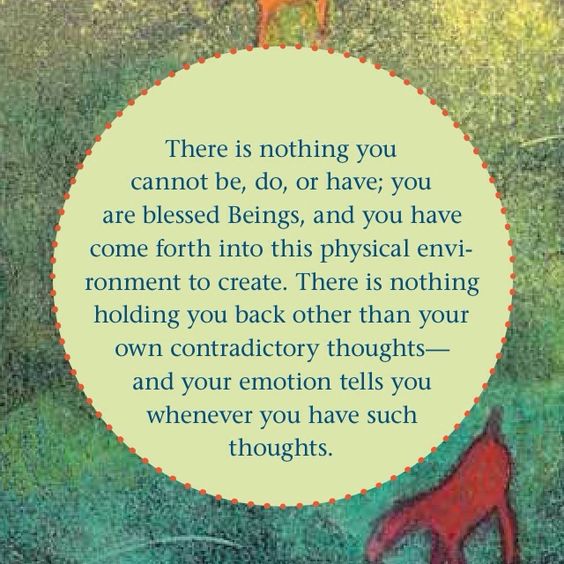 There is nothing you
cannot be, do, or have; you
are blessed Beings, and you have
come forth into this physical envi-
ronment to create. There is nothing
holding you back other than your
own contradictory thoughts—
and your emotion tells you
whenever you have such
thoughts.